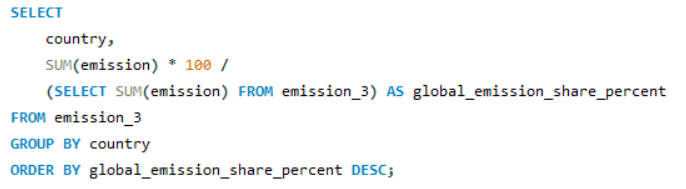 SELECT
    country,
    SUM(emission) * 100 /
    (SELECT SUM(emission) FROM emission_3) AS global_emission_share_percent
FROM emission_3
GROUP BY country
ORDER BY global_emission_share_percent DESC;